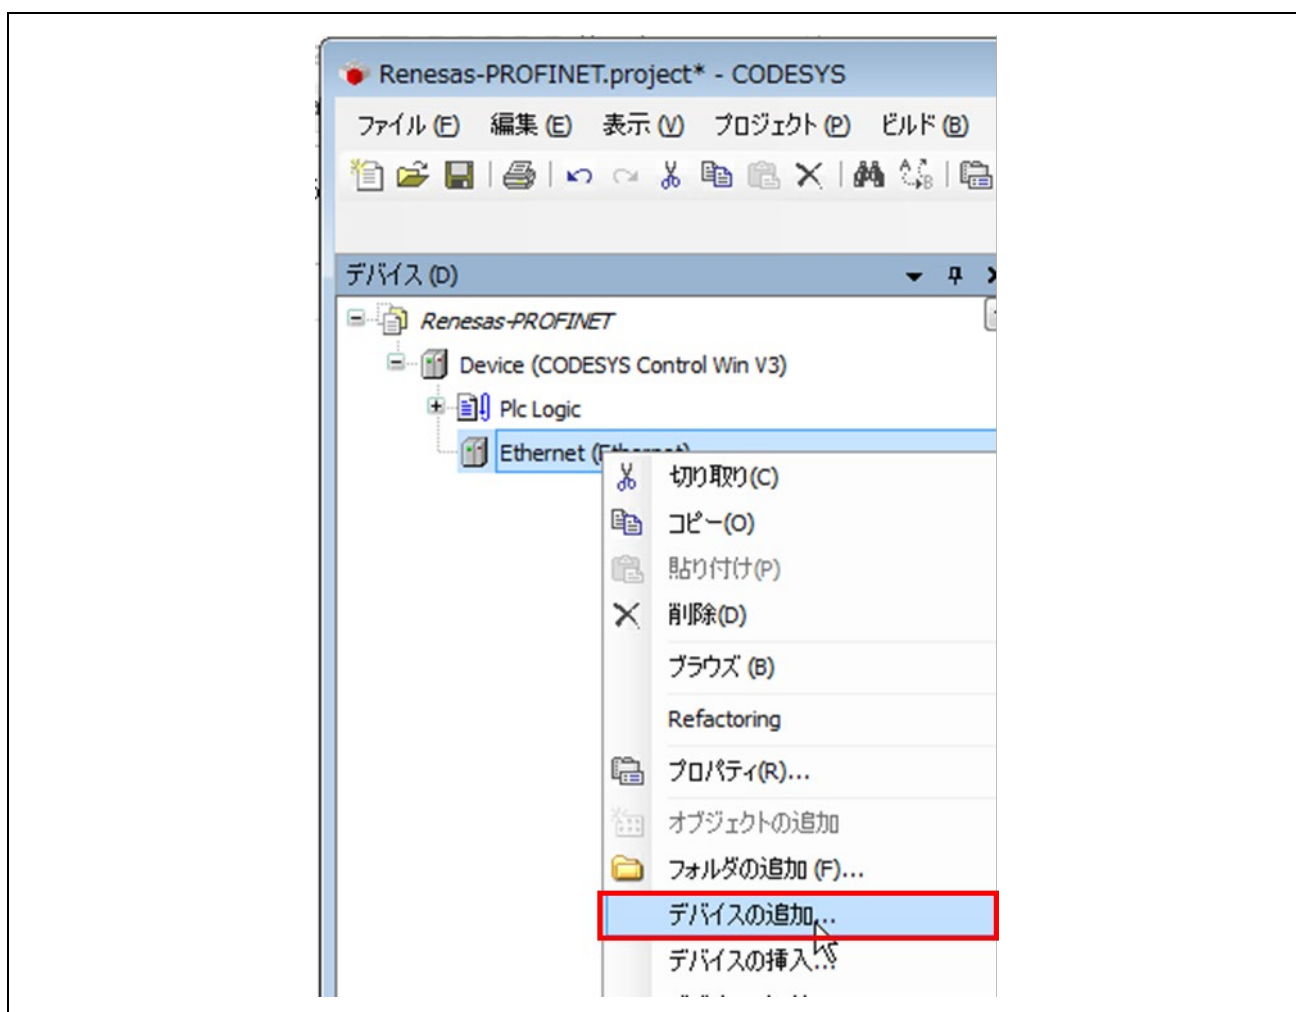 Renesas-PROFINET.project* - CODESYS
ファイル (F) 編集 (E) 表示 (V) プロジェクト (P) ビルド (B)
デバイス (D)
Renesas-PROFINET
Device (CODESYS Control Win V3)
Plc Logic
Ethernet (Ethernet)
切り取り(C)
コピー(O)
貼り付け(P)
削除(D)
ブラウズ (B)
Refactoring
プロパティ(R)...
オブジェクトの追加
フォルダの追加 (F)...
デバイスの追加...
デバイスの挿入...